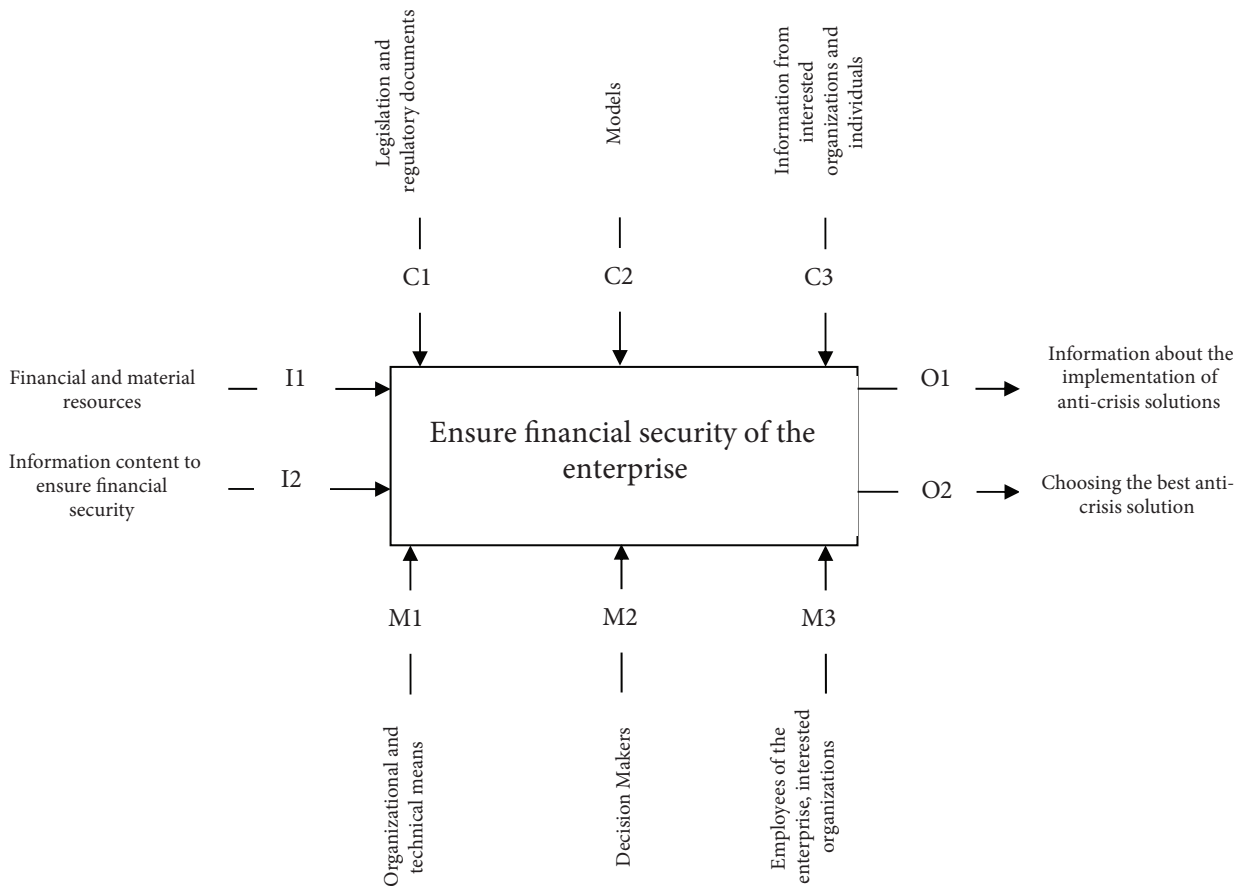 Legislation and
regulatory documents
Models
Information from
interested
organizations and
individuals
C1
C2
C3
Financial and material
resources
I1
Information content to
ensure financial
security
I2
Ensure financial security of the
enterprise
O1
Information about the
implementation of
anti-crisis solutions
O2
Choosing the best anti-
crisis solution
M1
M2
M3
Organizational and
technical means
Decision Makers
Employees of the
enterprise, interested
organizations